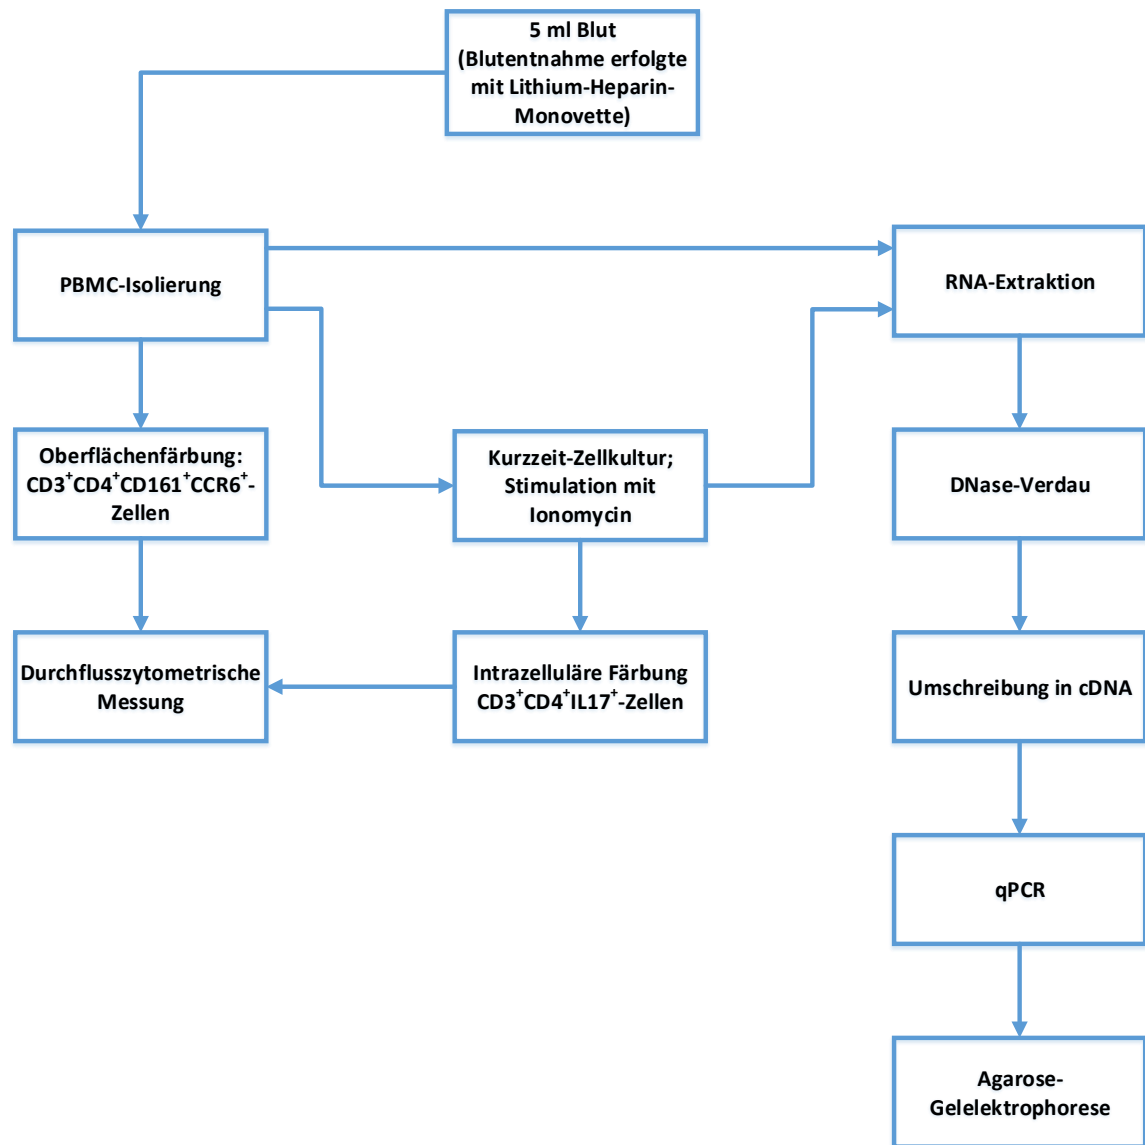 5 ml Blut
(Blutentnahme erfolgte
mit Lithium-Heparin-
Monovette)
PBMC-Isolierung
RNA-Extraktion
Oberflächenfärbung:
CD3⁺CD4⁺CD161⁺CCR6⁺-
Zellen
Kurzzeit-Zellkultur;
Stimulation mit
Ionomycin
DNase-Verdau
Durchflusszytometrische
Messung
Intrazelluläre Färbung
CD3⁺CD4⁺IL17⁺-Zellen
Umschreibung in cDNA
qPCR
Agarose-
Gelelektrophorese